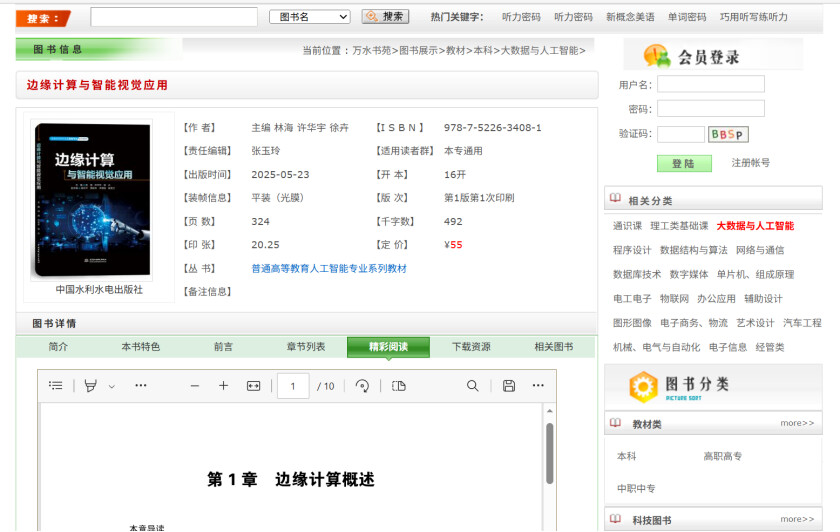 搜索：
图书名
搜索
热门关键字： 听力密码 听力密码 新概念美语 单词密码 巧用听写练听力
图书信息
当前位置：万水书苑>图书展示>教材>本科>大数据与人工智能>
边缘计算与智能视觉应用
边缘计算
与智能视觉应用
边缘计算与智能视觉应用
中国水利水电出版社
【作 者】 主编 林海 许华宇 徐卉 【I S B N 】 978-7-5226-3408-1
【责任编辑】 张玉玲 【适用读者群】 本专通用
【出版时间】 2025-05-23 【开 本】 16开
【装帧信息】 平装（光膜） 【版 次】 第1版第1次印刷
【页 数】 324 【千字数】 492
【印 张】 20.25 【定 价】 ¥55
【丛 书】 普通高等教育人工智能专业系列教材
【备注信息】
图书详情
简介 本书特色 前言 章节列表 精彩阅读 下载资源 相关图书
1 / 10
第 1 章 边缘计算概述
本章导读
会员登录
用户名：
密码：
验证码： BBSP
登 陆 注册帐号
相关分类
通识课 理工类基础课 大数据与人工智能
程序设计 数据结构与算法 网络与通信
数据库技术 数字媒体 单片机、组成原理
电工电子 物联网 办公应用 辅助设计
图形图像 电子商务、物流 艺术设计 汽车工程
机械、电气与自动化 电子信息 经管类
图书分类
PICTURE SORT
教材类 more>>
本科 高职高专
中职中专
科技图书 more>>